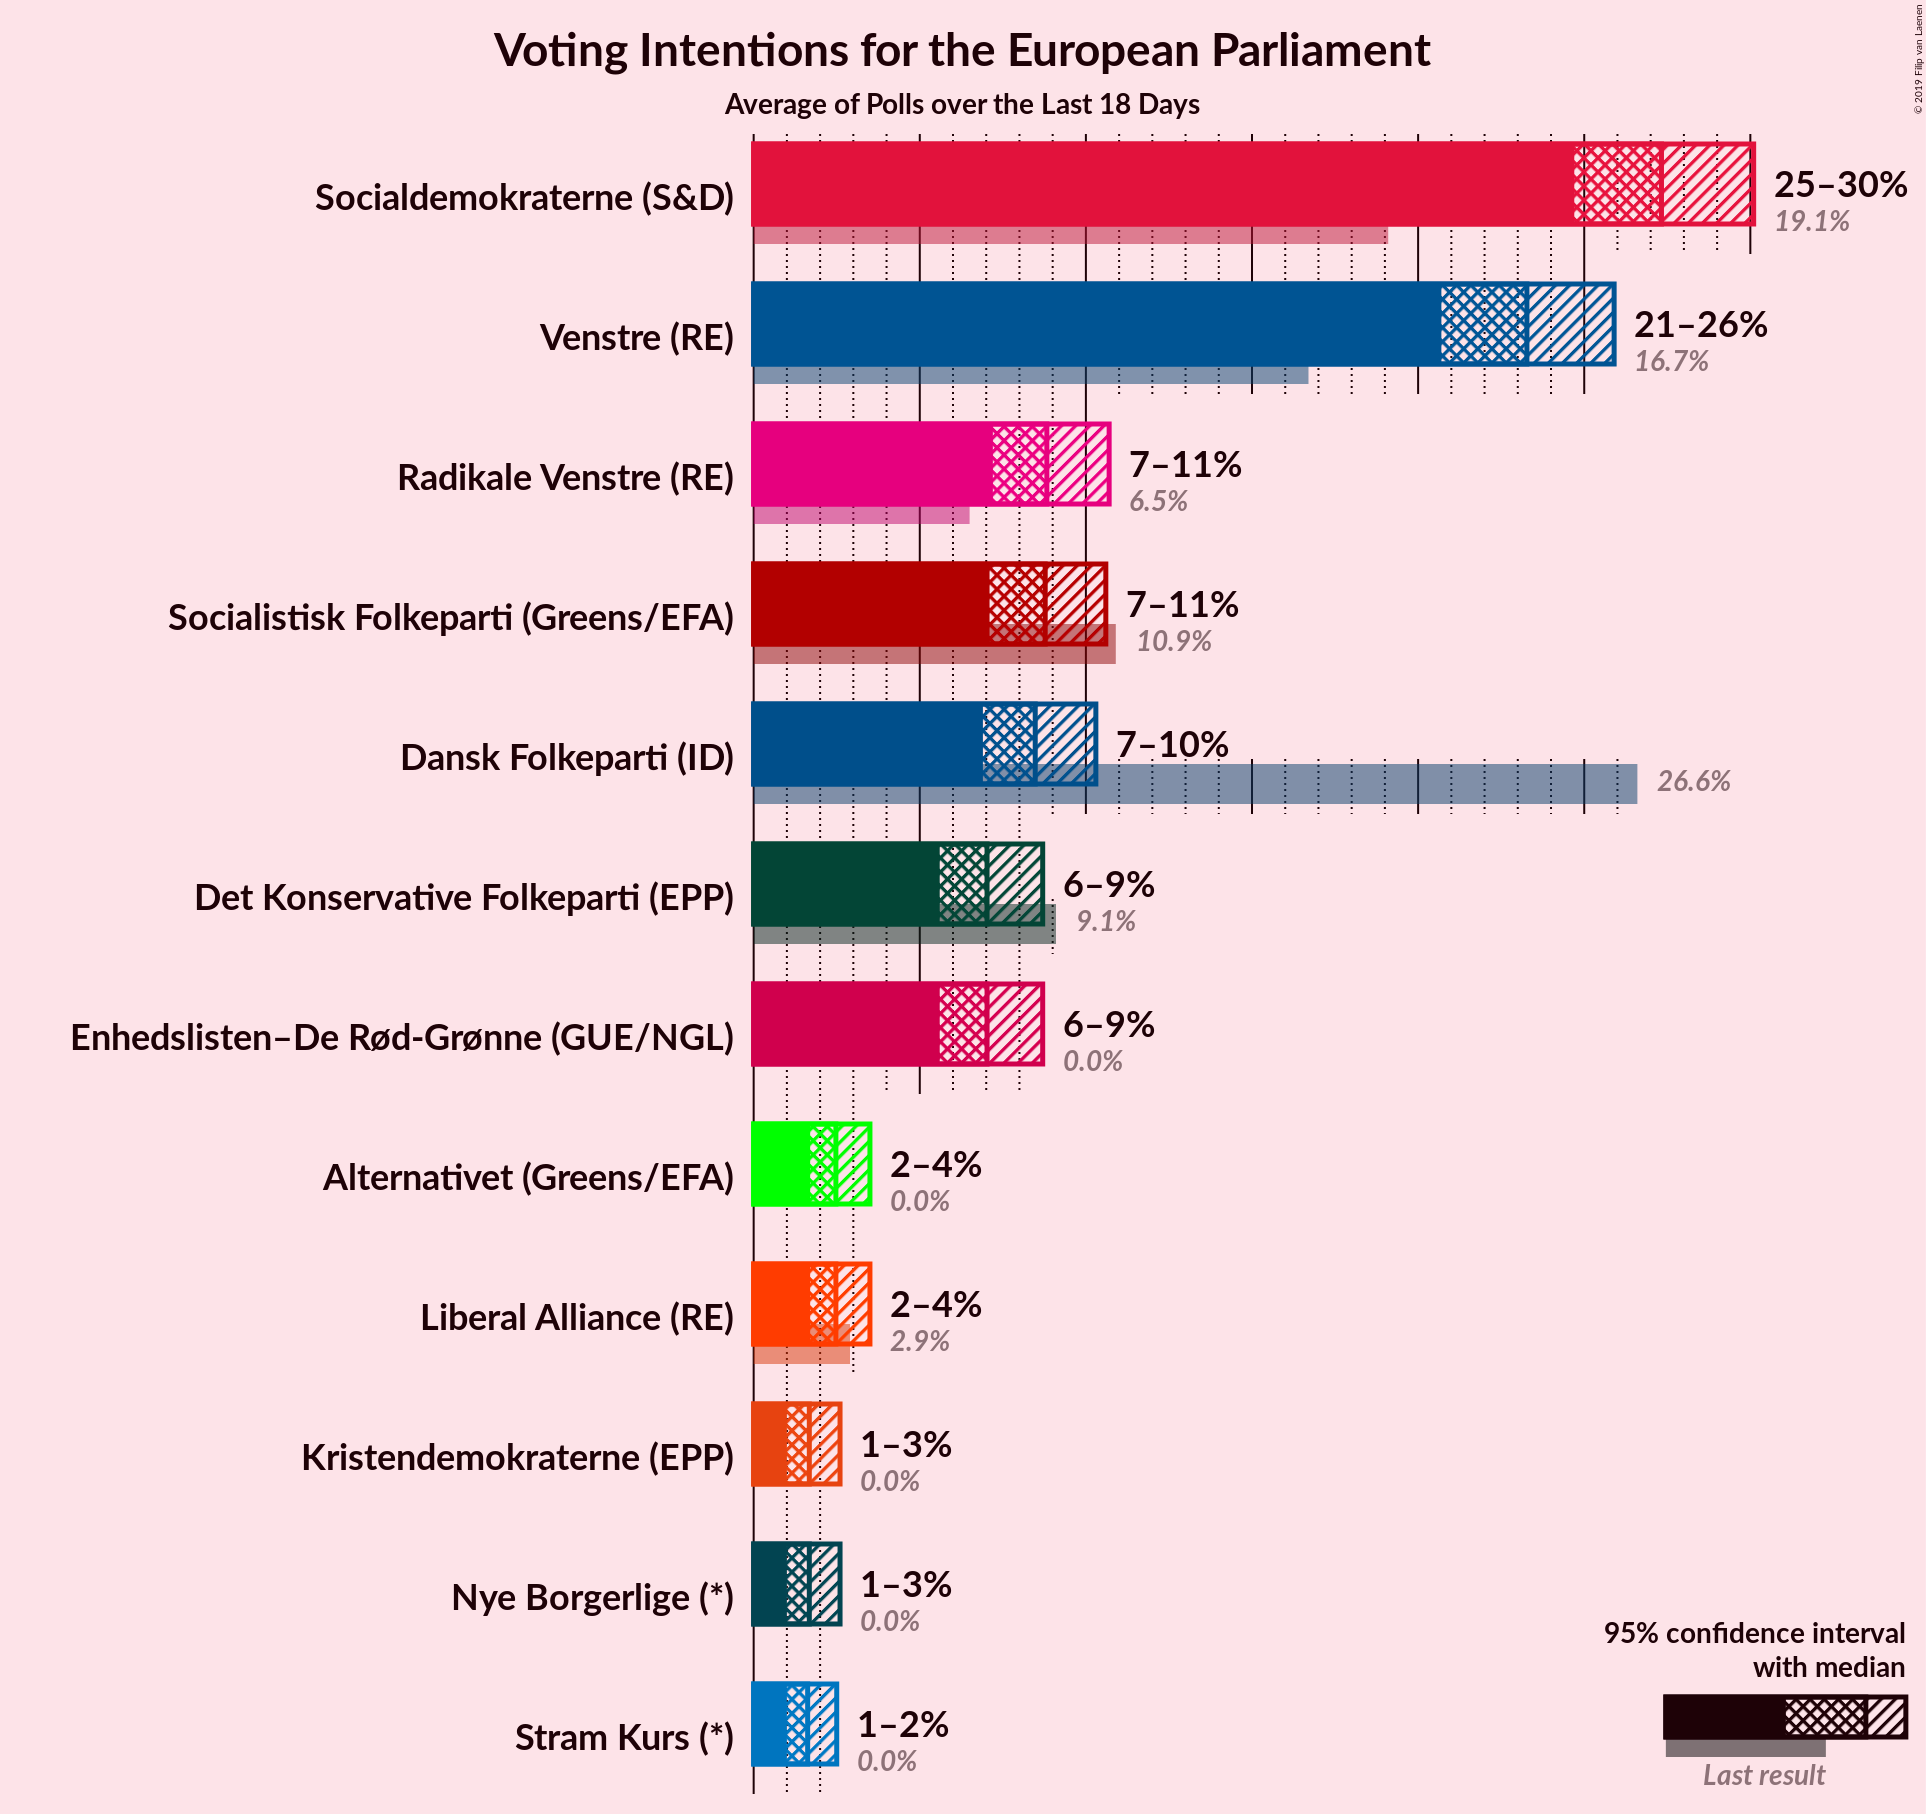 Voting Intentions for the European Parliament
Average of Polls over the Last 18 Days
© 2019 Filip van Laenen
Socialdemokraterne (S&D)
25–30%
19.1%
Venstre (RE)
21–26%
16.7%
Radikale Venstre (RE)
7–11%
6.5%
Socialistisk Folkeparti (Greens/EFA)
7–11%
10.9%
Dansk Folkeparti (ID)
7–10%
26.6%
Det Konservative Folkeparti (EPP)
6–9%
9.1%
Enhedslisten–De Rød-Grønne (GUE/NGL)
6–9%
0.0%
Alternativet (Greens/EFA)
2–4%
0.0%
Liberal Alliance (RE)
2–4%
2.9%
Kristendemokraterne (EPP)
1–3%
0.0%
Nye Borgerlige (*)
1–3%
0.0%
Stram Kurs (*)
1–2%
0.0%
95% confidence interval
with median
Last result